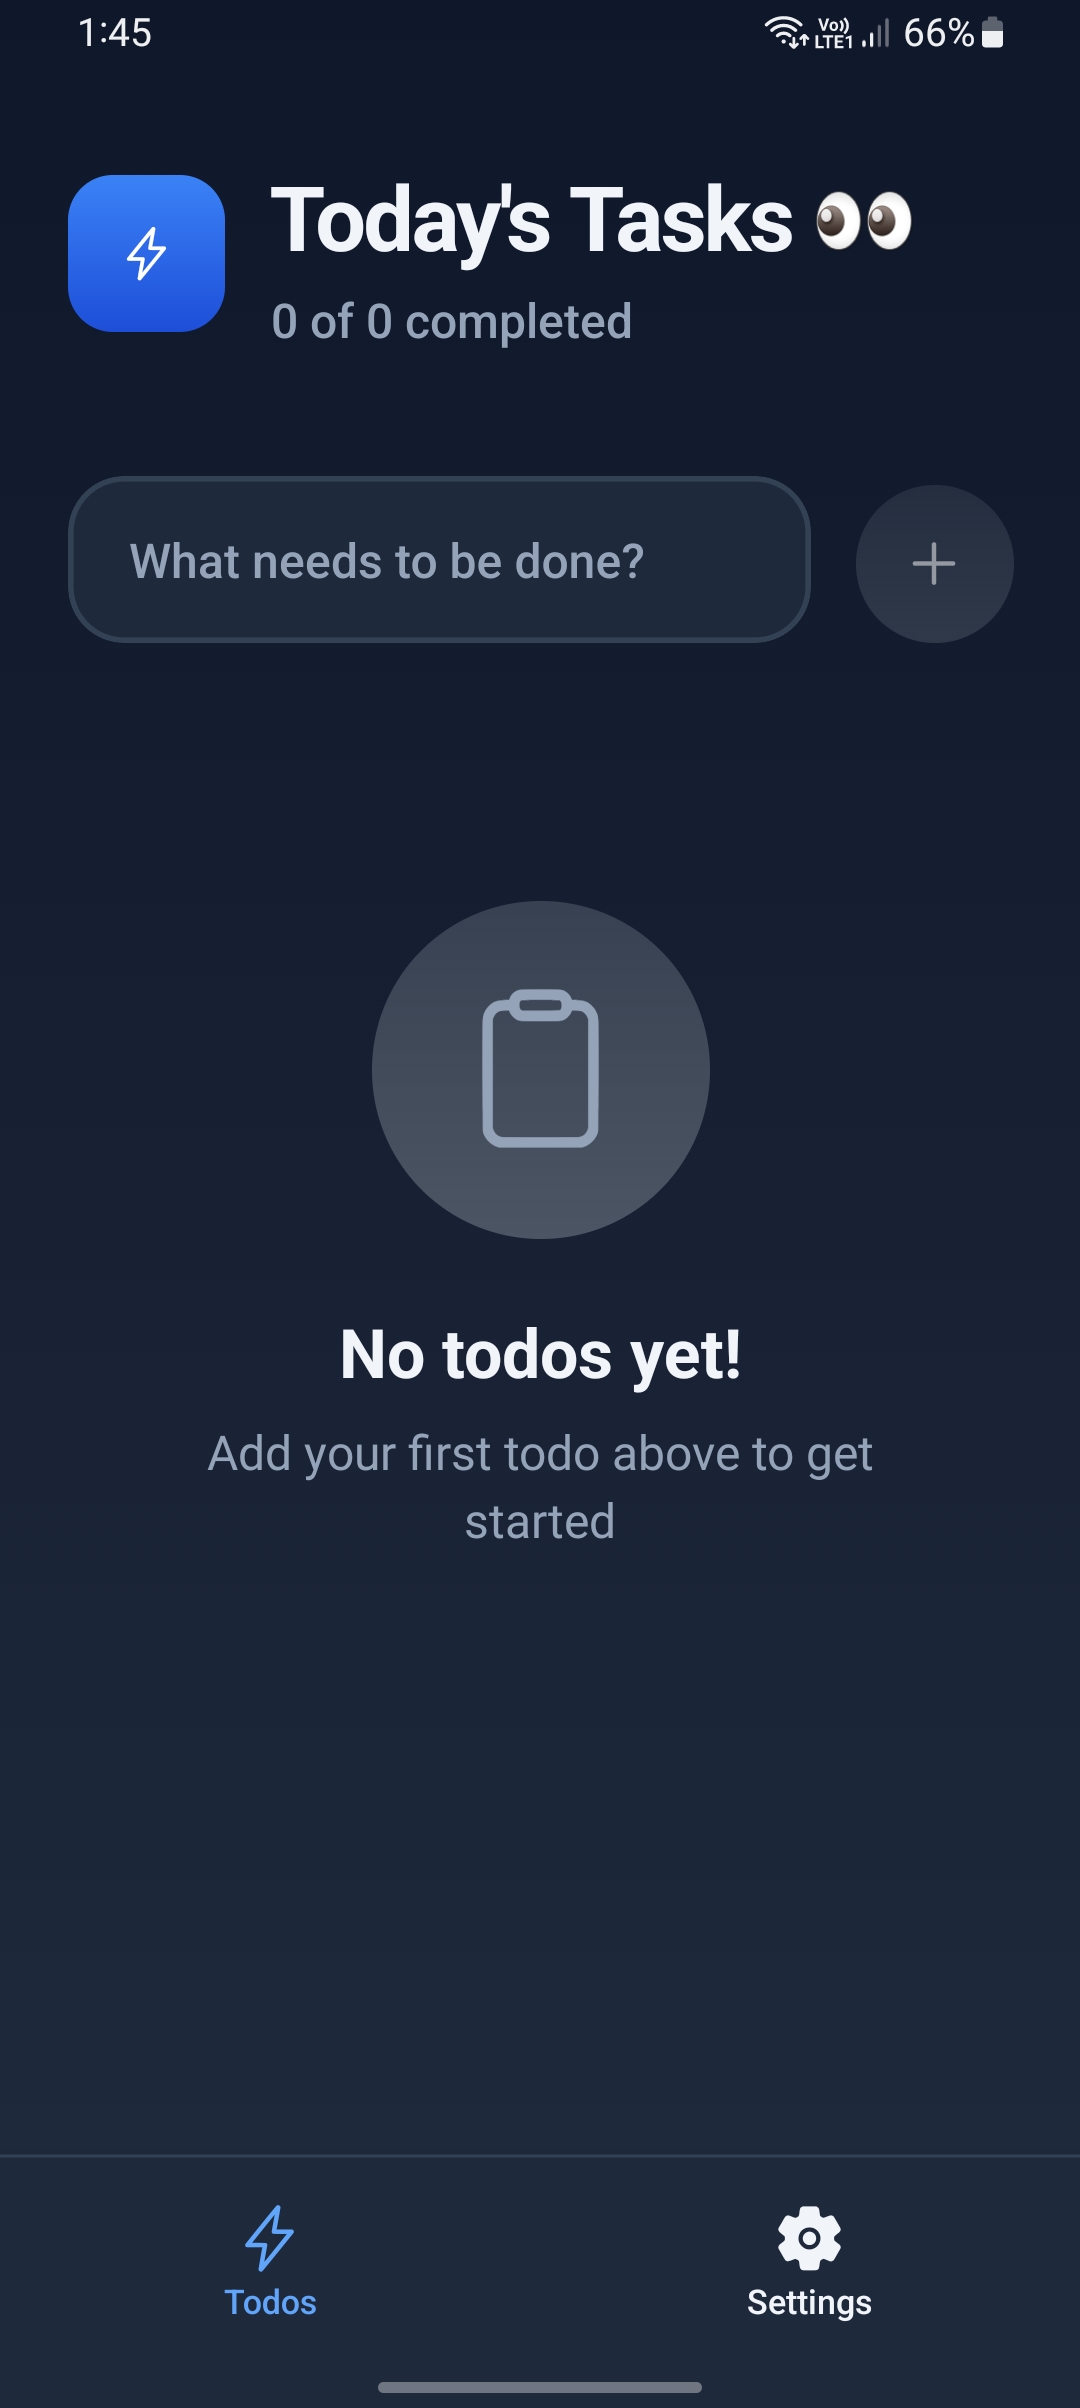 1:45
Vo)) LTE1 66%
Today's Tasks 👀
0 of 0 completed
What needs to be done?
No todos yet!
Add your first todo above to get
started
Todos
Settings